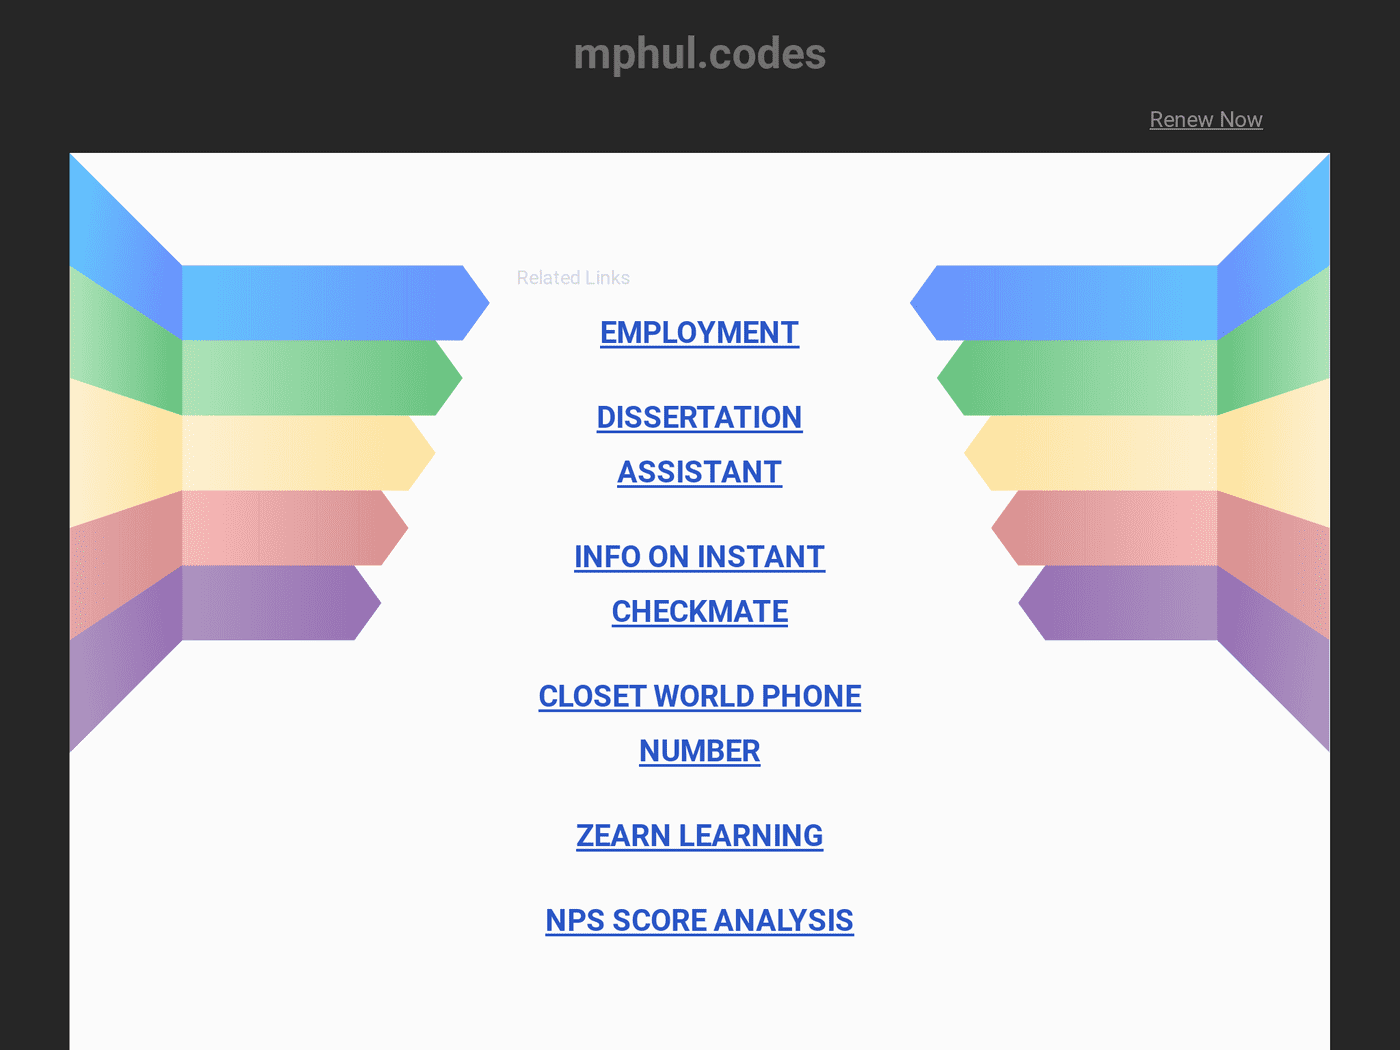 mphul.codes
Renew Now
Related Links
EMPLOYMENT
DISSERTATION
ASSISTANT
INFO ON INSTANT
CHECKMATE
CLOSET WORLD PHONE
NUMBER
ZEARN LEARNING
NPS SCORE ANALYSIS